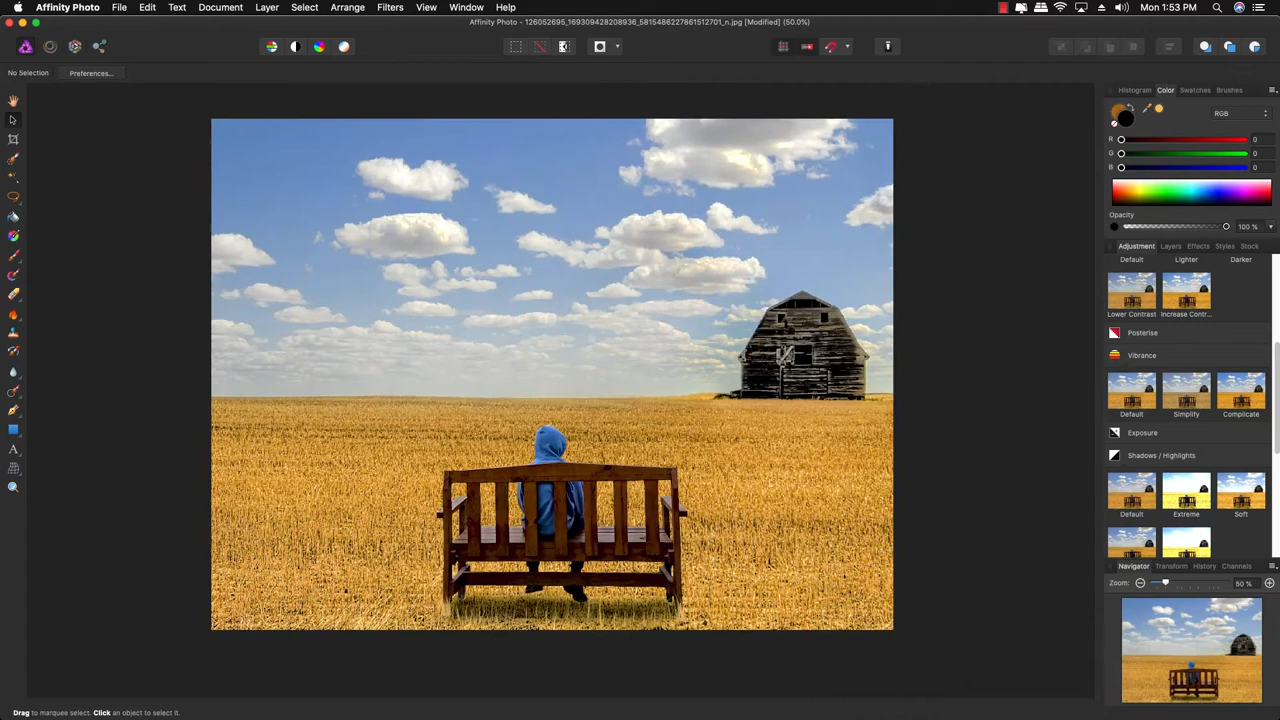 Affinity Photo File Edit Text Document Layer Select Arrange Filters View Window Help Mon 1:53 PM
Affinity Photo - 126052695_169309428208936_5815486227861512701_n.jpg [Modified] (50.0%)
No Selection Preferences...
Histogram Color Swatches Brushes
RGB
R 0
G 0
B 0
Opacity
100 %
Adjustment Layers Effects Styles Stock
Default Lighter Darker
Lower Contrast Increase Contr...
Posterise
Vibrance
Default Simplify Complicate
Exposure
Shadows / Highlights
Default Extreme Soft
Navigator Transform History Channels
Zoom: 50 %
Drag to marquee select. Click an object to select it.